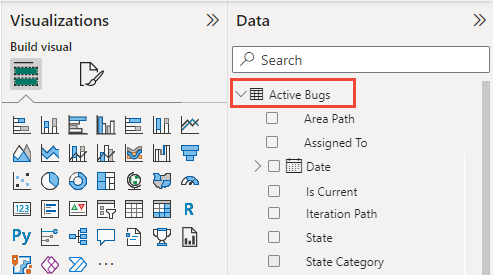 Visualizations
Build visual
123
R
Py
Data
Search
Active Bugs
Area Path
Assigned To
Date
Is Current
Iteration Path
State
State Category